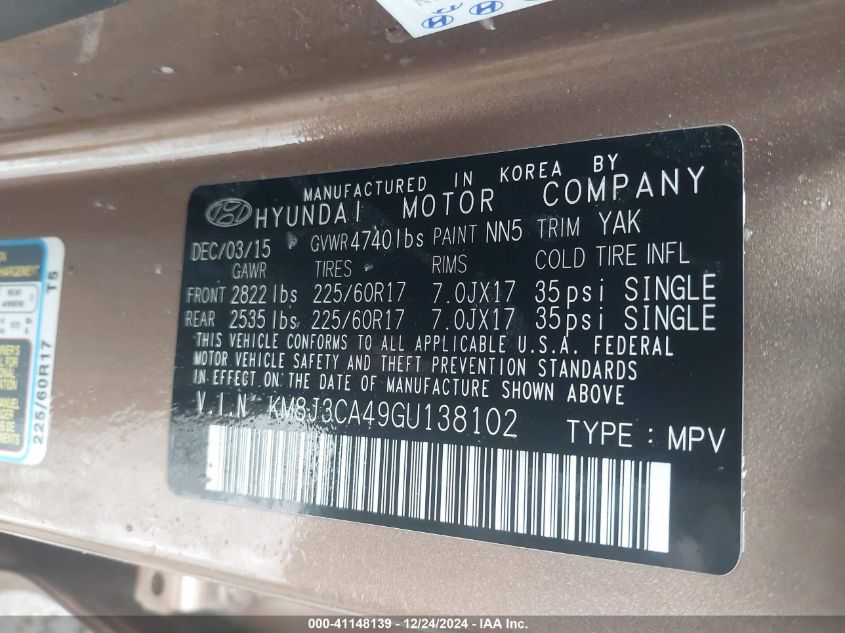 MANUFACTURED IN KOREA BY
HYUNDAI MOTOR COMPANY
DEC/03/15 GVWR 4740lbs PAINT NN5 TRIM YAK
GAWR TIRES RIMS COLD TIRE INFL
FRONT 2822 lbs 225/60R17 7.0JX17 35psi SINGLE
REAR 2535 lbs 225/60R17 7.0JX17 35psi SINGLE
THIS VEHICLE CONFORMS TO ALL APPLICABLE U.S.A. FEDERAL
MOTOR VEHICLE SAFETY AND THEFT PREVENTION STANDARDS
IN EFFECT ON THE DATE OF MANUFACTURE SHOWN ABOVE
V.I.N KM8J3CA49GU138102
TYPE : MPV
T5
225/60R17
000-41148139 - 12/24/2024 - IAA Inc.